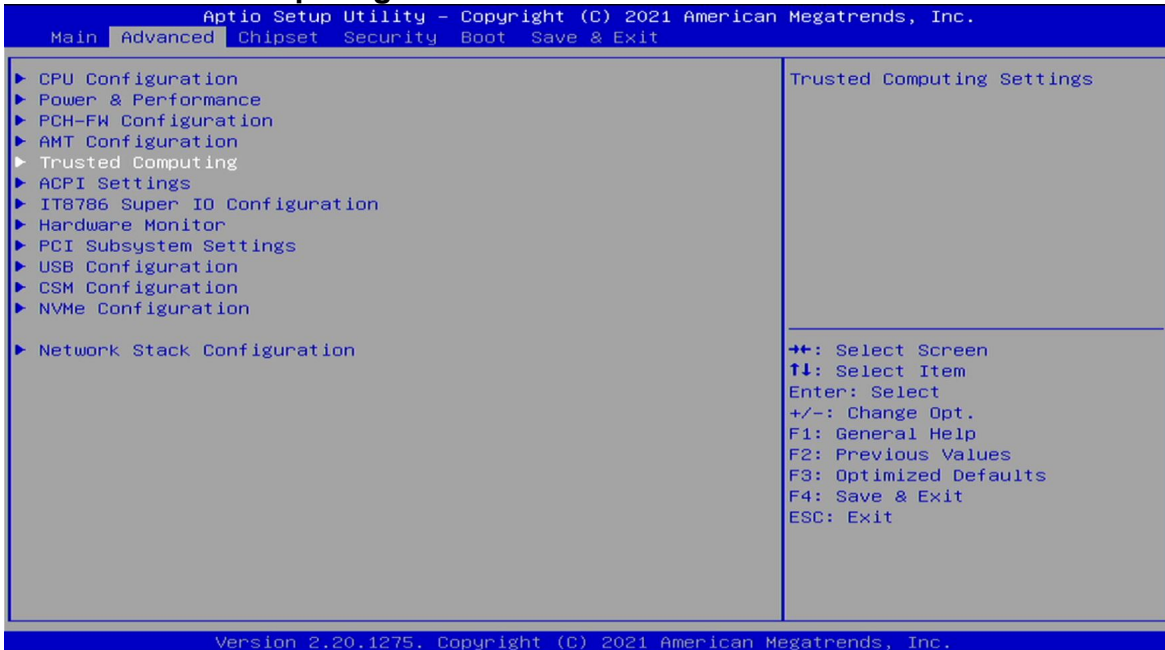 Aptio Setup Utility – Copyright (C) 2021 American Megatrends, Inc.
Main Advanced Chipset Security Boot Save & Exit
▶ CPU Configuration
▶ Power & Performance
▶ PCH-FW Configuration
▶ AMT Configuration
▶ Trusted Computing
▶ ACPI Settings
▶ IT8786 Super IO Configuration
▶ Hardware Monitor
▶ PCI Subsystem Settings
▶ USB Configuration
▶ CSM Configuration
▶ NVMe Configuration
▶ Network Stack Configuration
Trusted Computing Settings
→←: Select Screen
↑↓: Select Item
Enter: Select
+/-: Change Opt.
F1: General Help
F2: Previous Values
F3: Optimized Defaults
F4: Save & Exit
ESC: Exit
Version 2.20.1275. Copyright (C) 2021 American Megatrends, Inc.